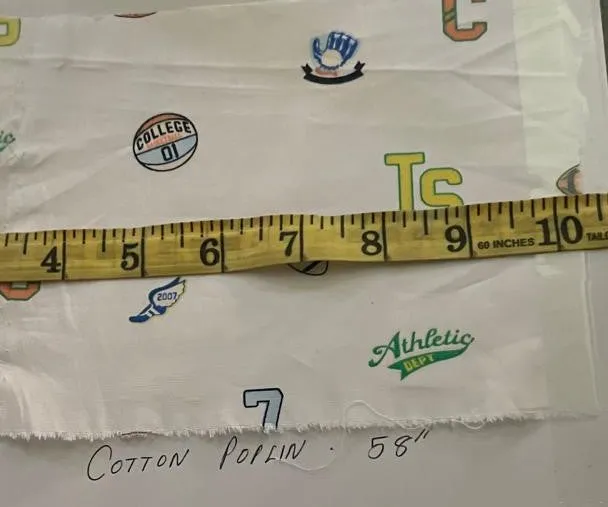 C
COLLEGE
01
TS
4 5 6 7 8 9 60 INCHES 10
2007
Athletic
DEPT
7
COTTON POPLIN . 58"